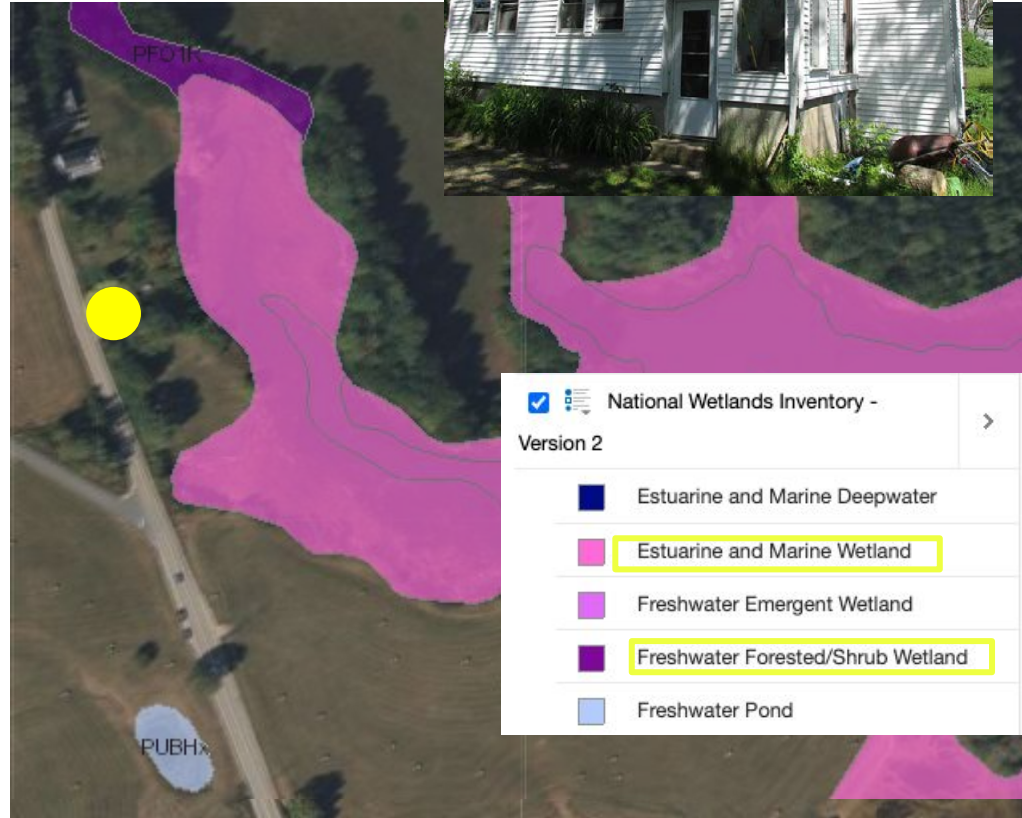 PFO1R
National Wetlands Inventory -
Version 2
Estuarine and Marine Deepwater
Estuarine and Marine Wetland
Freshwater Emergent Wetland
Freshwater Forested/Shrub Wetland
Freshwater Pond
PUBHx